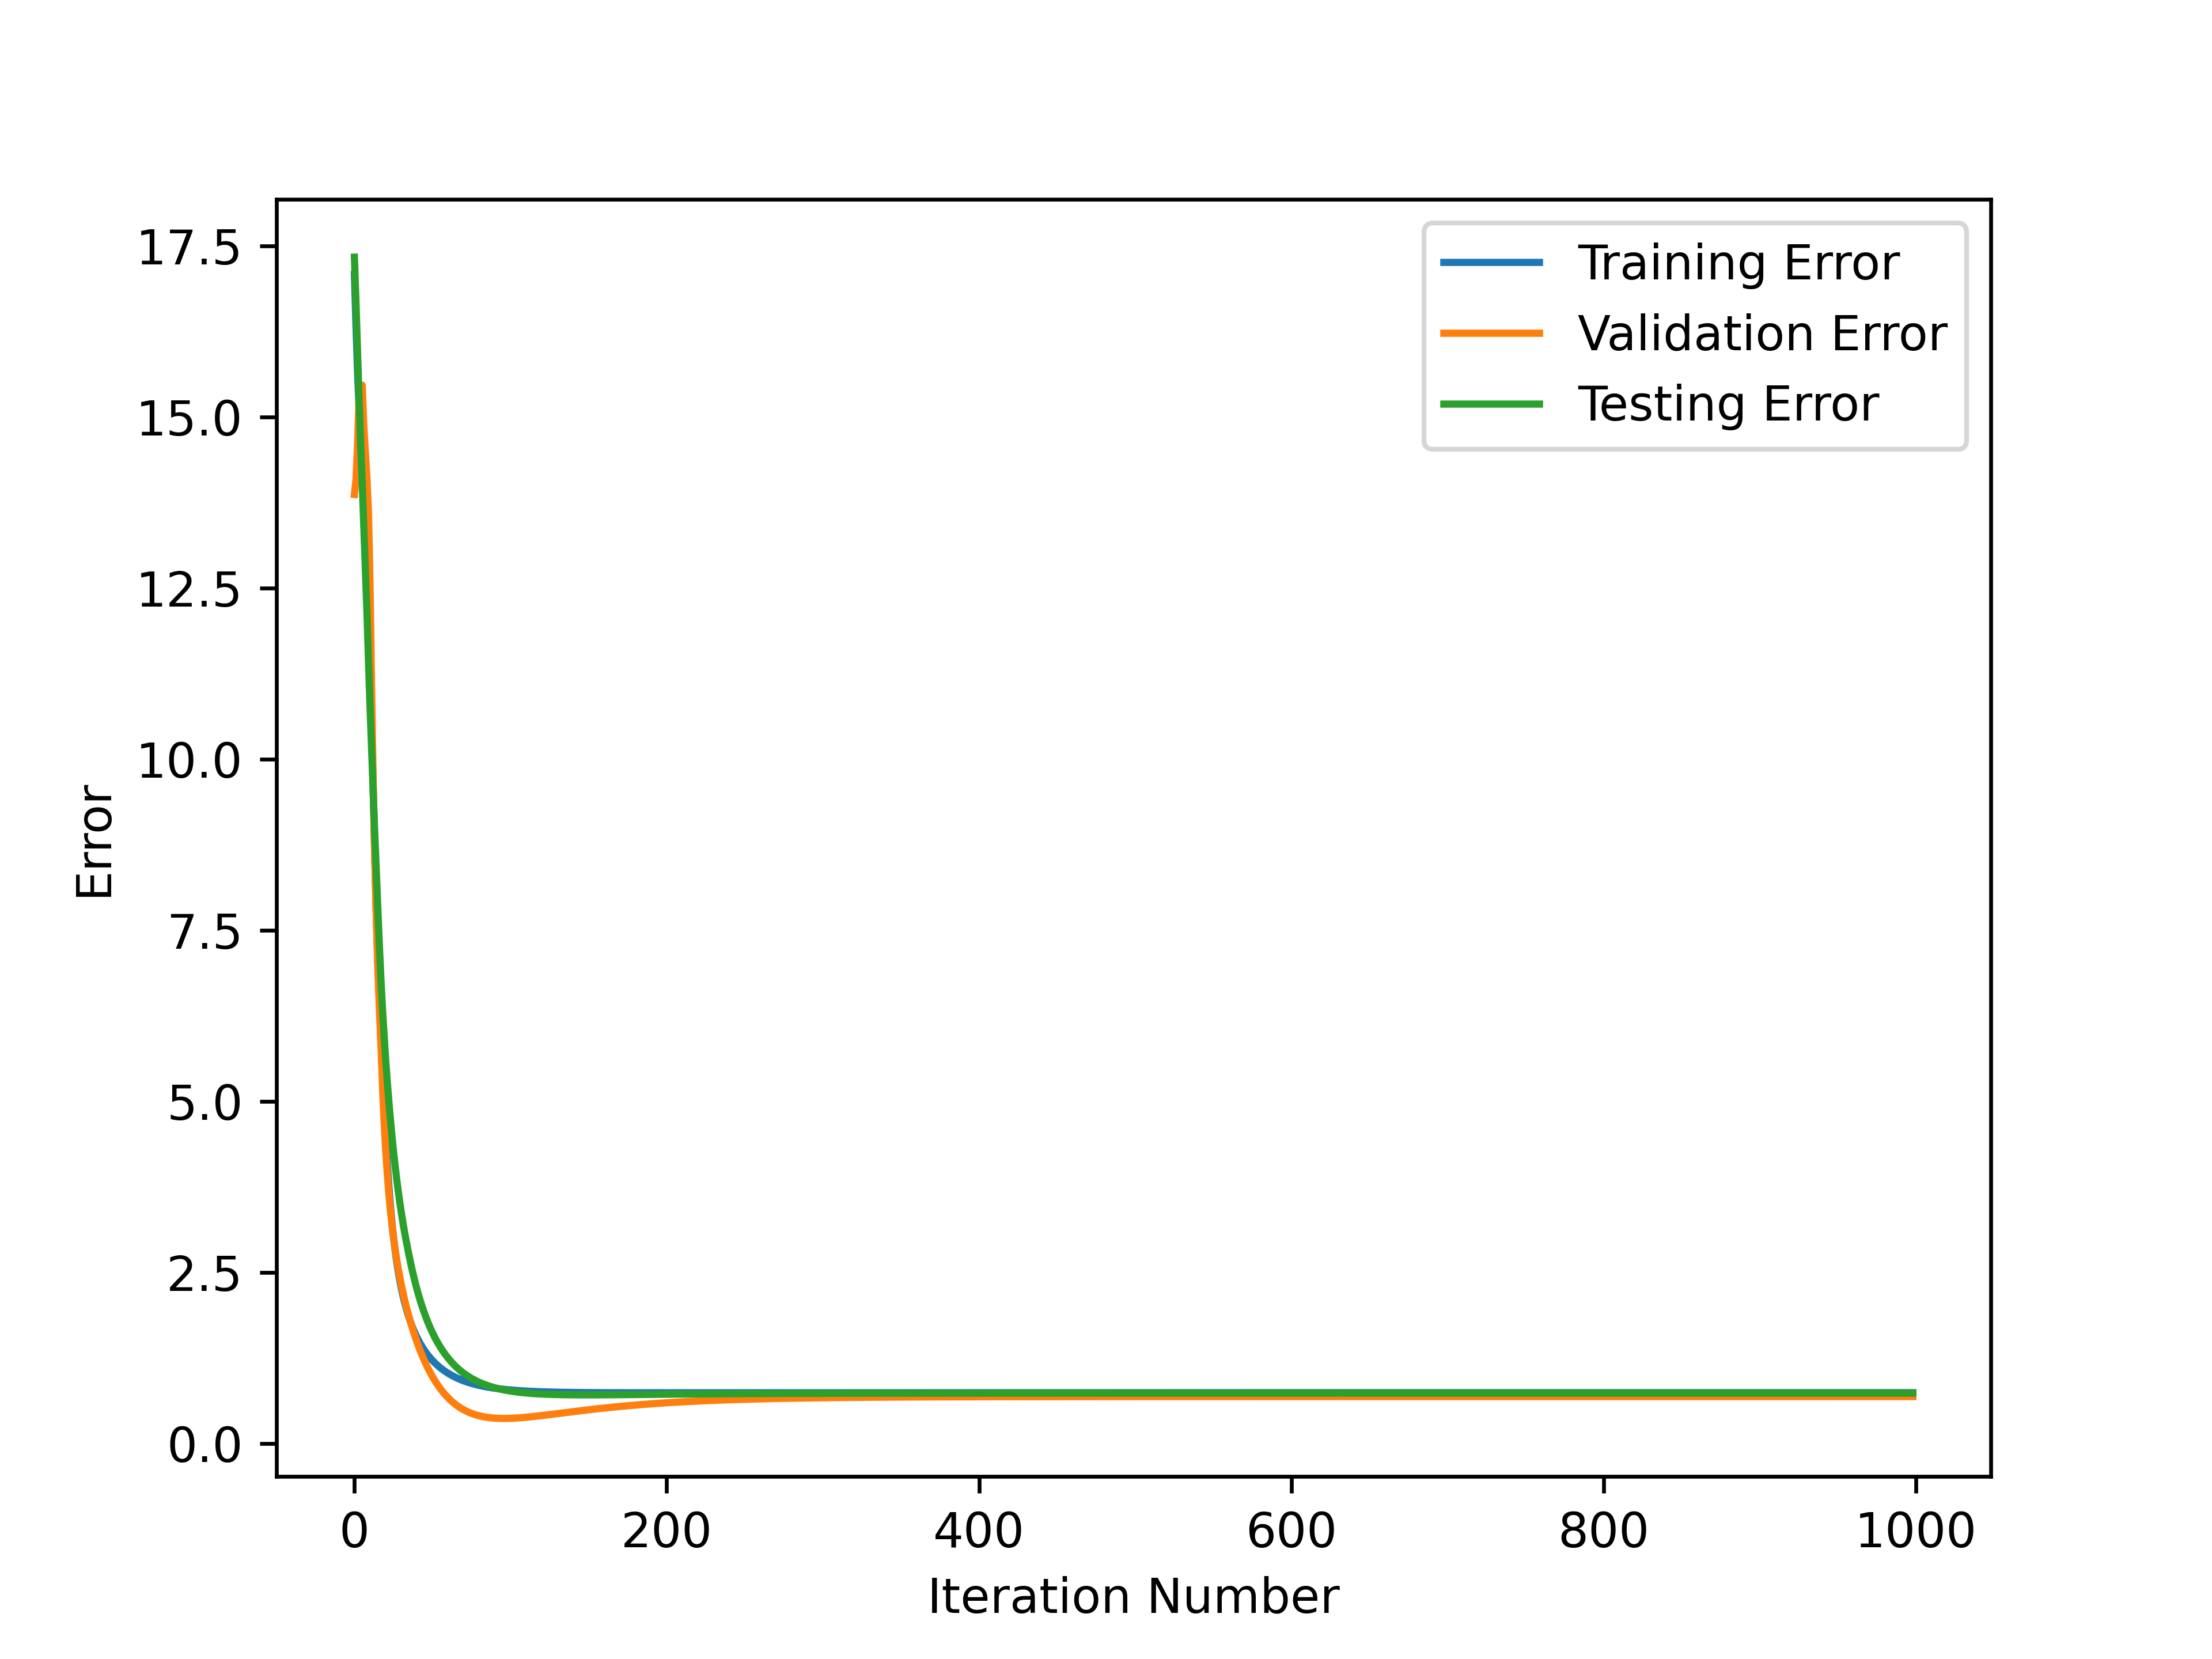 17.5
15.0
12.5
10.0
7.5
5.0
2.5
0.0
Error
Training Error
Validation Error
Testing Error
0 200 400 600 800 1000
Iteration Number